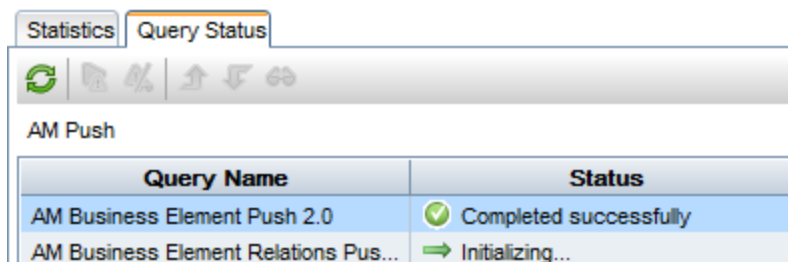 Statistics Query Status
AM Push
Query Name Status
AM Business Element Push 2.0 Completed successfully
AM Business Element Relations Pus... Initializing...